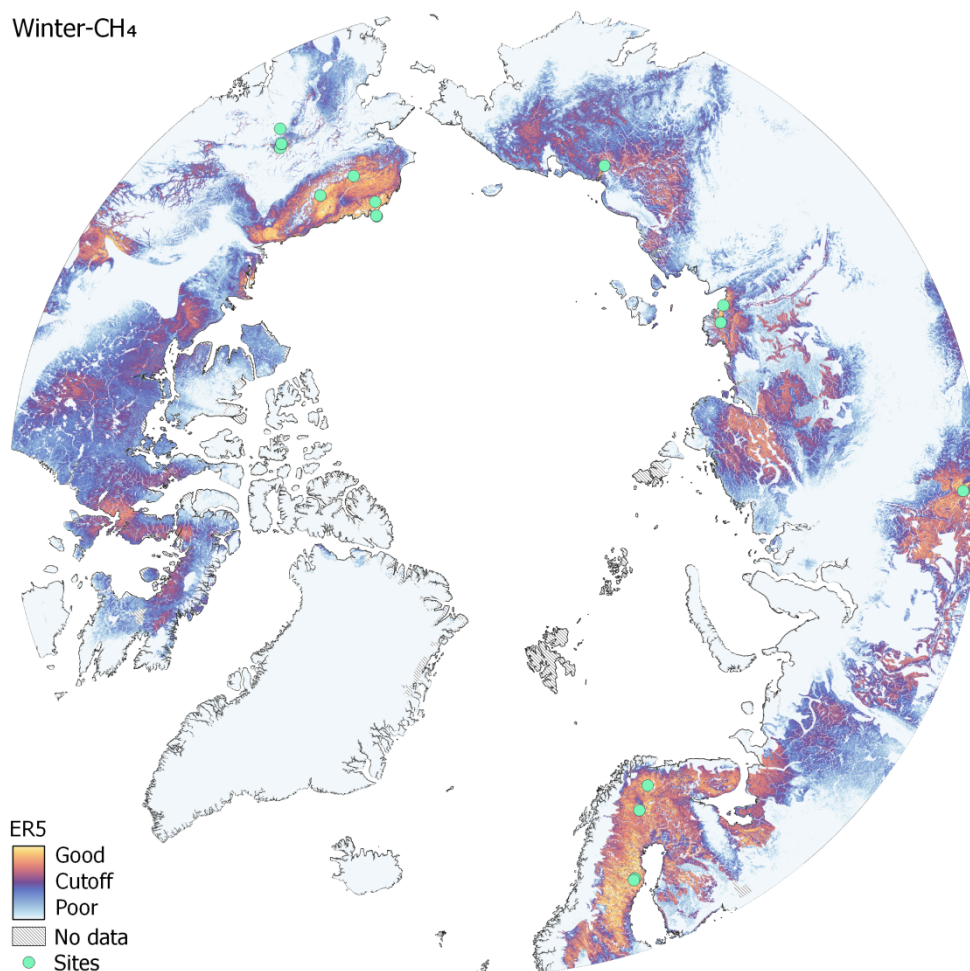 Winter-CH₄
ER5
Good
Cutoff
Poor
No data
Sites